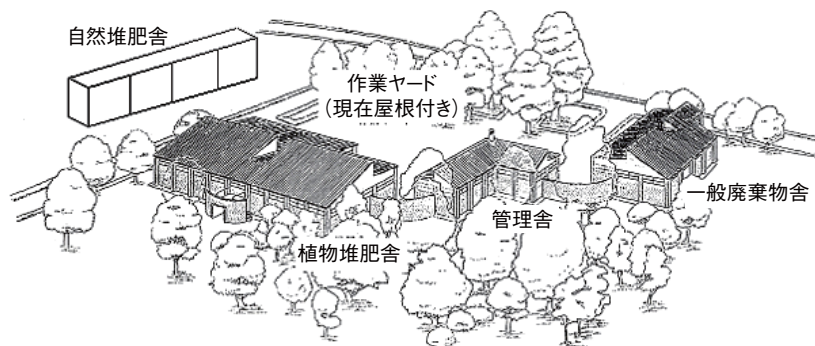 自然堆肥舎
作業ヤード
（現在屋根付き）
一般廃棄物舎
管理舎
植物堆肥舎